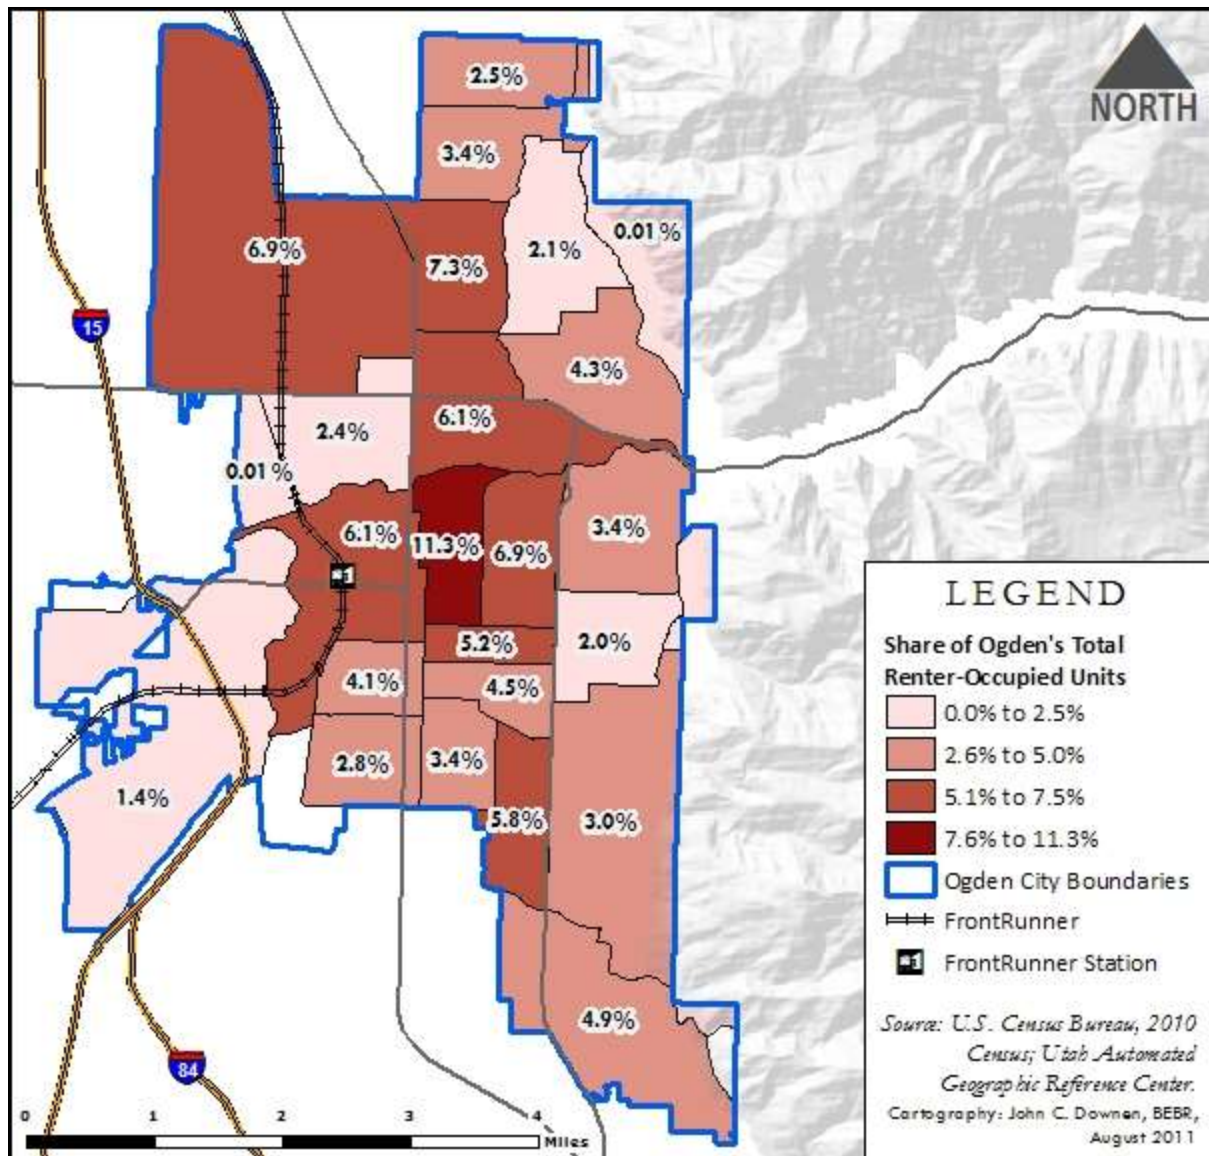 NORTH
2.5%
3.4%
6.9%
7.3%
2.1%
0.01%
4.3%
15
2.4%
6.1%
0.01%
6.1%
11.3%
6.9%
3.4%
5.2%
2.0%
4.1%
4.5%
2.8%
3.4%
1.4%
5.8%
3.0%
4.9%
84
0 1 2 3 4
Miles
LEGEND
Share of Ogden's Total
Renter-Occupied Units
0.0% to 2.5%
2.6% to 5.0%
5.1% to 7.5%
7.6% to 11.3%
Ogden City Boundaries
FrontRunner
FrontRunner Station
Source: U.S. Census Bureau, 2010
Census; Utah Automated
Geographic Reference Center.
Cartography: John C. Downen, BEBR,
August 2011